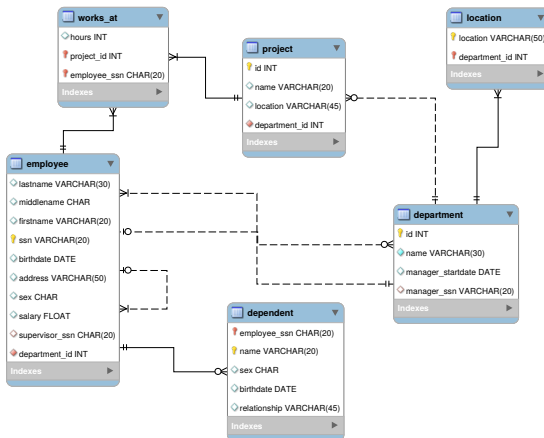 works_at
hours INT
project_id INT
employee_ssn CHAR(20)
Indexes
project
id INT
name VARCHAR(20)
location VARCHAR(45)
department_id INT
Indexes
location
location VARCHAR(50)
department_id INT
Indexes
employee
lastname VARCHAR(30)
middlename CHAR
firstname VARCHAR(20)
ssn VARCHAR(20)
birthdate DATE
address VARCHAR(50)
sex CHAR
salary FLOAT
supervisor_ssn CHAR(20)
department_id INT
Indexes
department
id INT
name VARCHAR(30)
manager_startdate DATE
manager_ssn VARCHAR(20)
Indexes
dependent
employee_ssn CHAR(20)
name VARCHAR(20)
sex CHAR
birthdate DATE
relationship VARCHAR(45)
Indexes